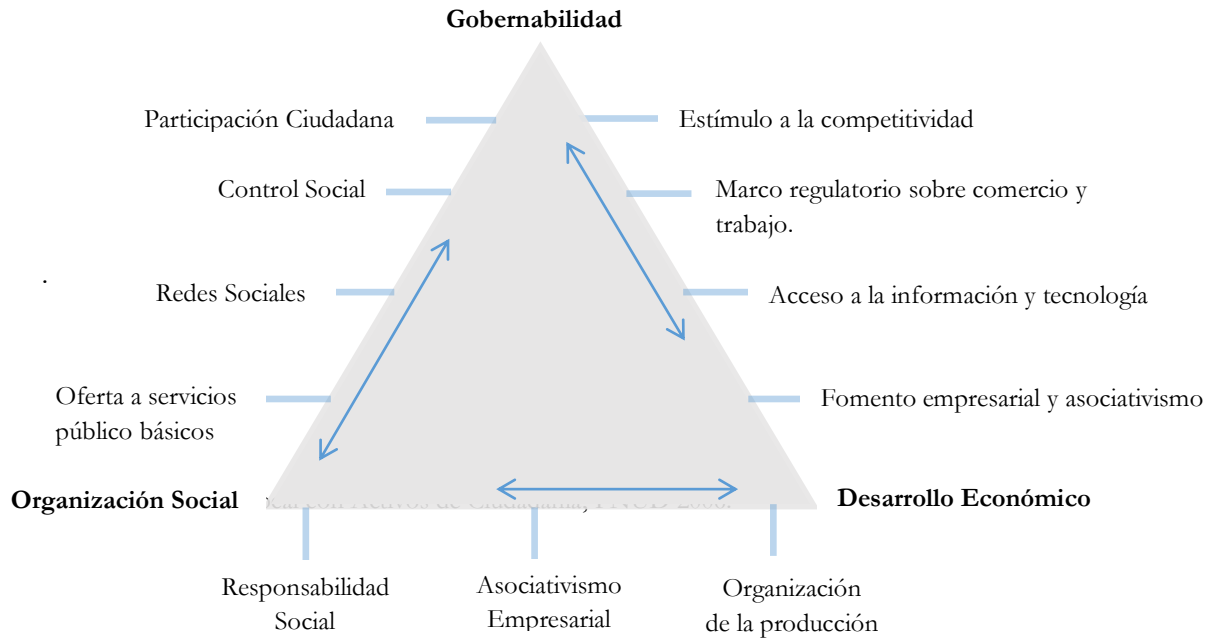 Gobernabilidad
Participación Ciudadana
Estímulo a la competitividad
Control Social
Marco regulatorio sobre comercio y
trabajo.
.
Redes Sociales
Acceso a la información y tecnología
Oferta a servicios
público básicos
Fomento empresarial y asociativismo
Organización Social
Desarrollo Económico
Responsabilidad
Social
Asociativismo
Empresarial
Organización
de la producción